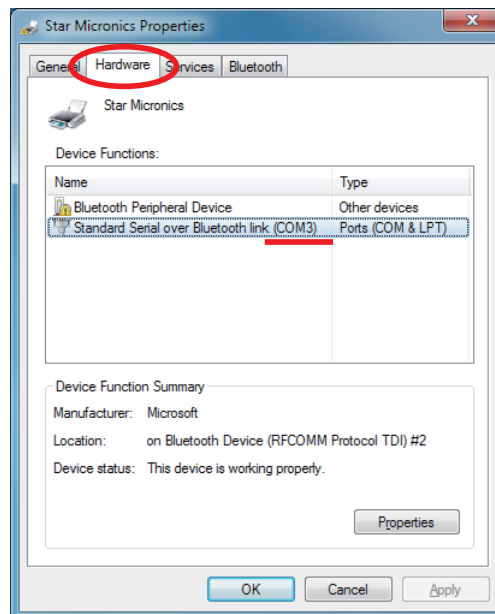 Star Micronics Properties
General Hardware Services Bluetooth
Star Micronics
Device Functions:
Name Type
Bluetooth Peripheral Device Other devices
Standard Serial over Bluetooth link (COM3) Ports (COM & LPT)
Device Function Summary
Manufacturer: Microsoft
Location: on Bluetooth Device (RFCOMM Protocol TDI) #2
Device status: This device is working properly.
Properties
OK Cancel Apply